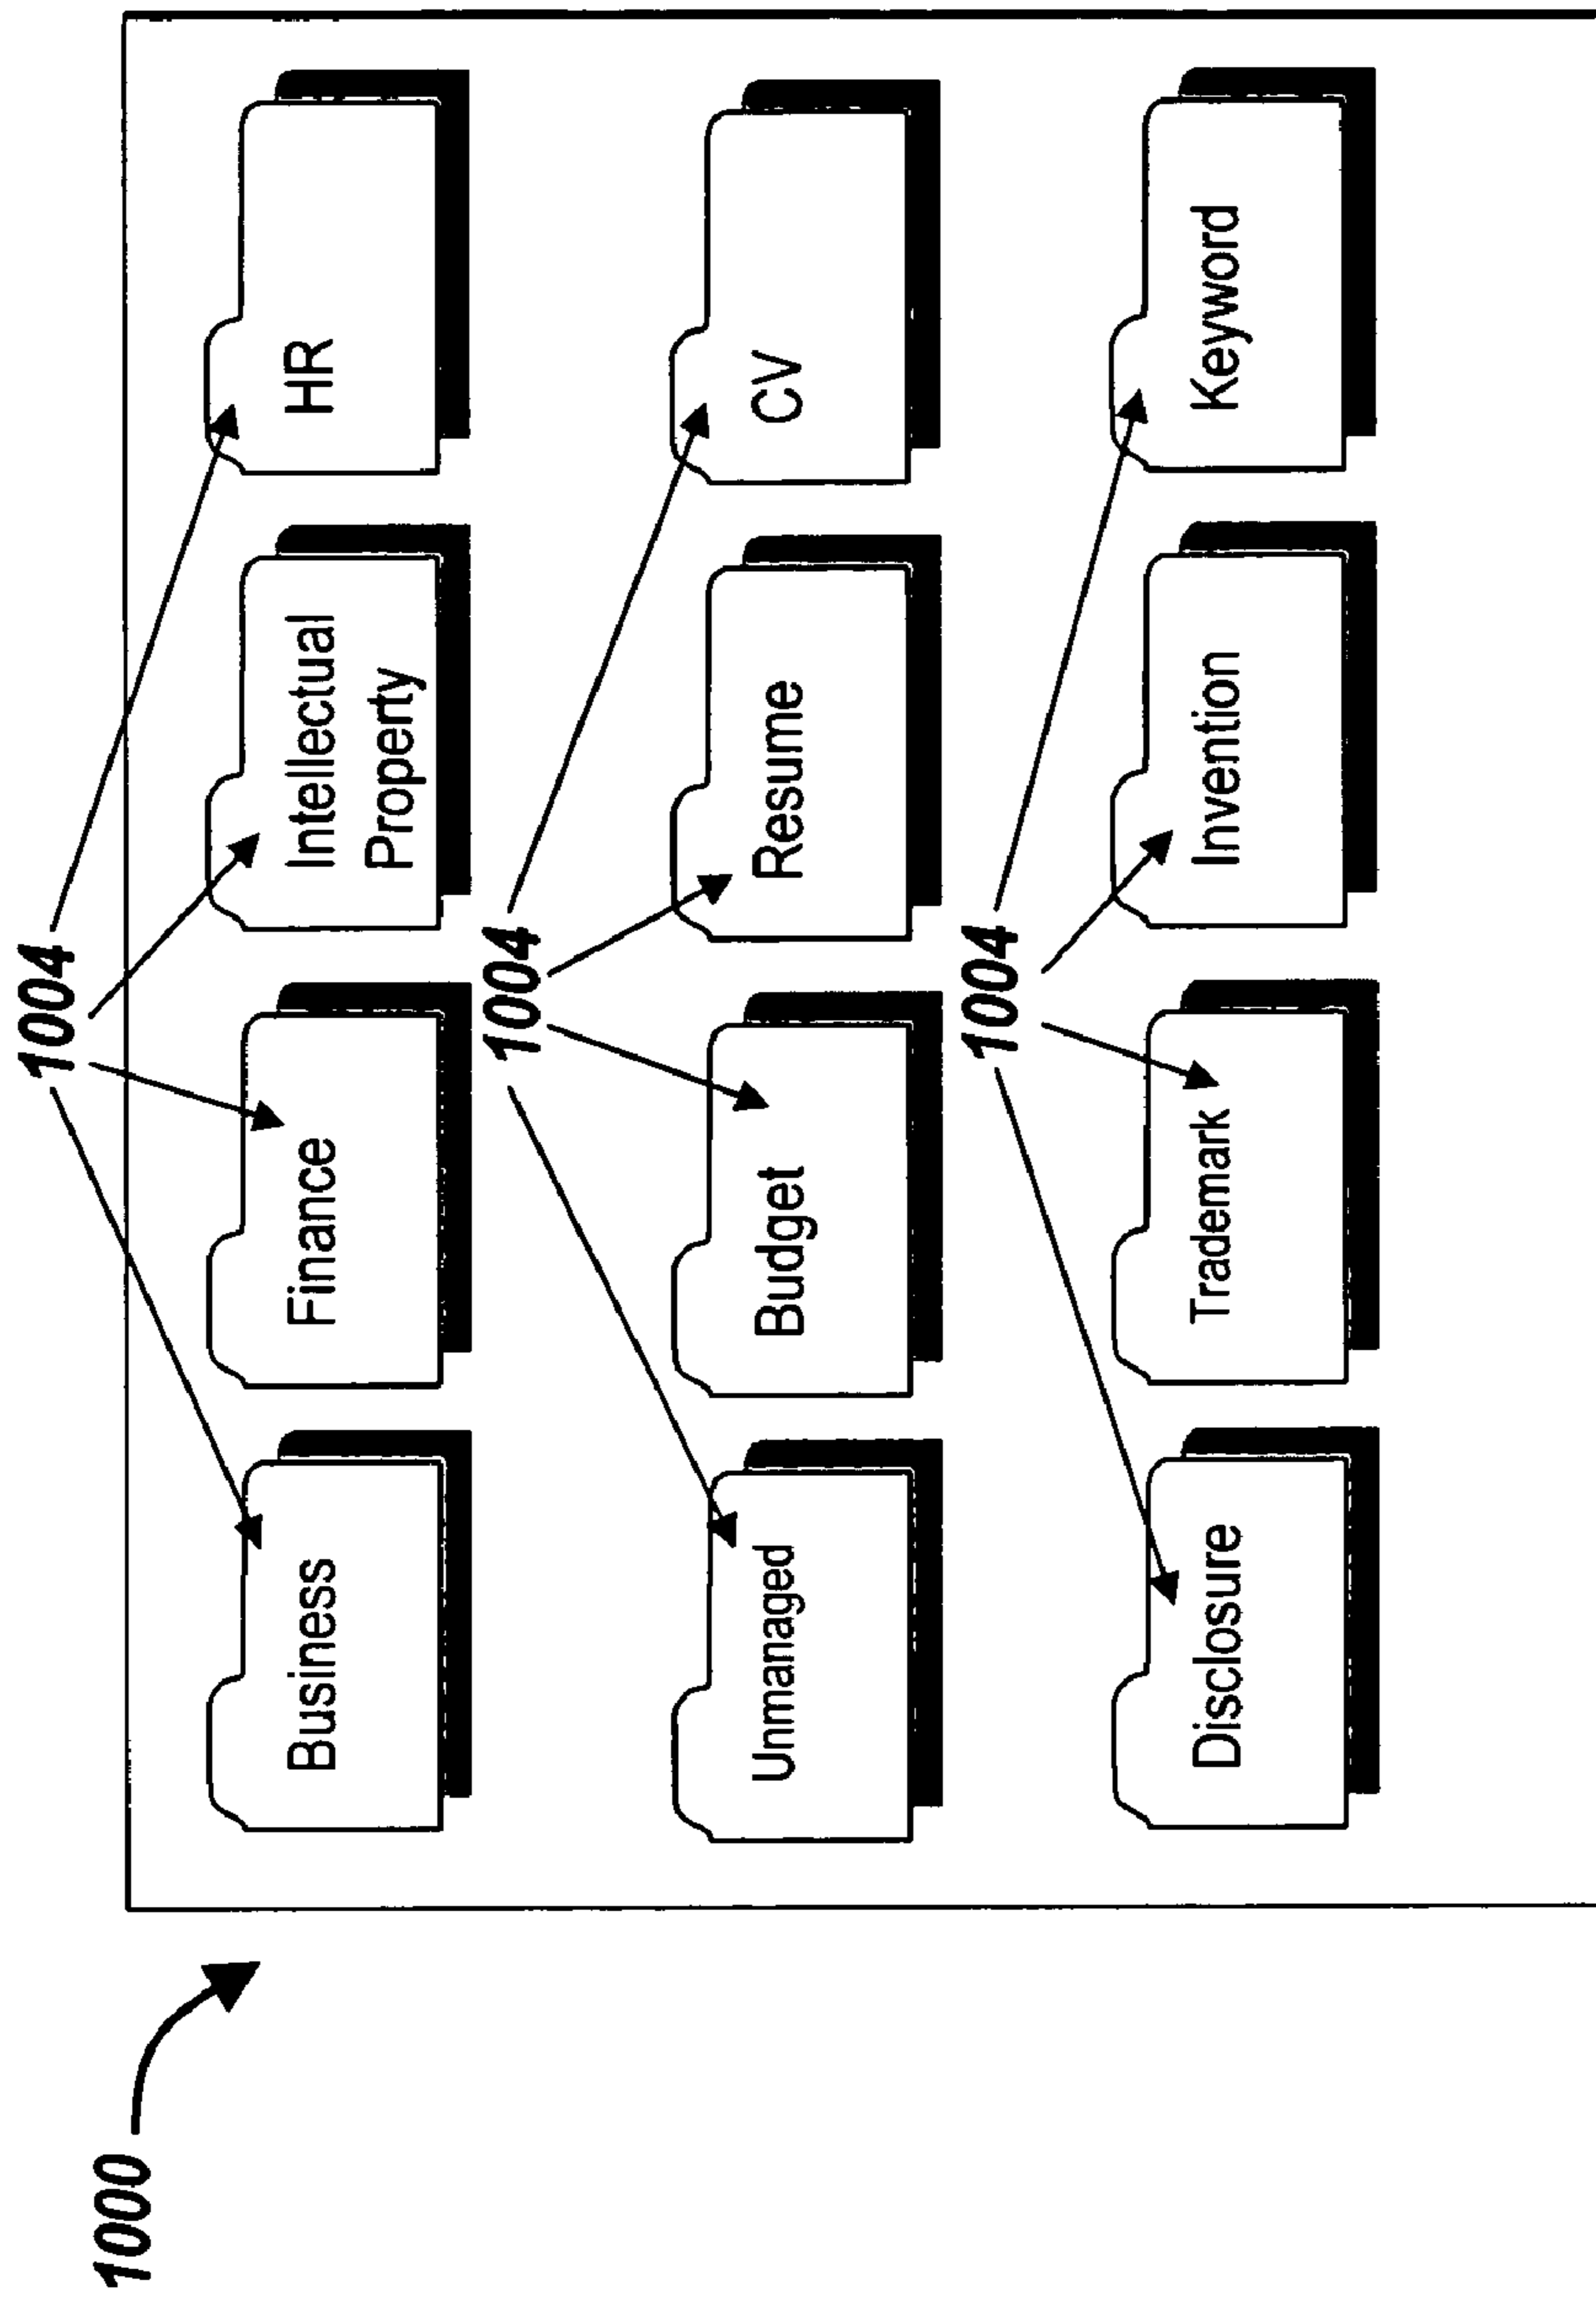 1000
1004
Business
Finance
Intellectual
Property
HR
1004
Unmanaged
Budget
Resume
CV
1004
Disclosure
Trademark
Invention
Keyword